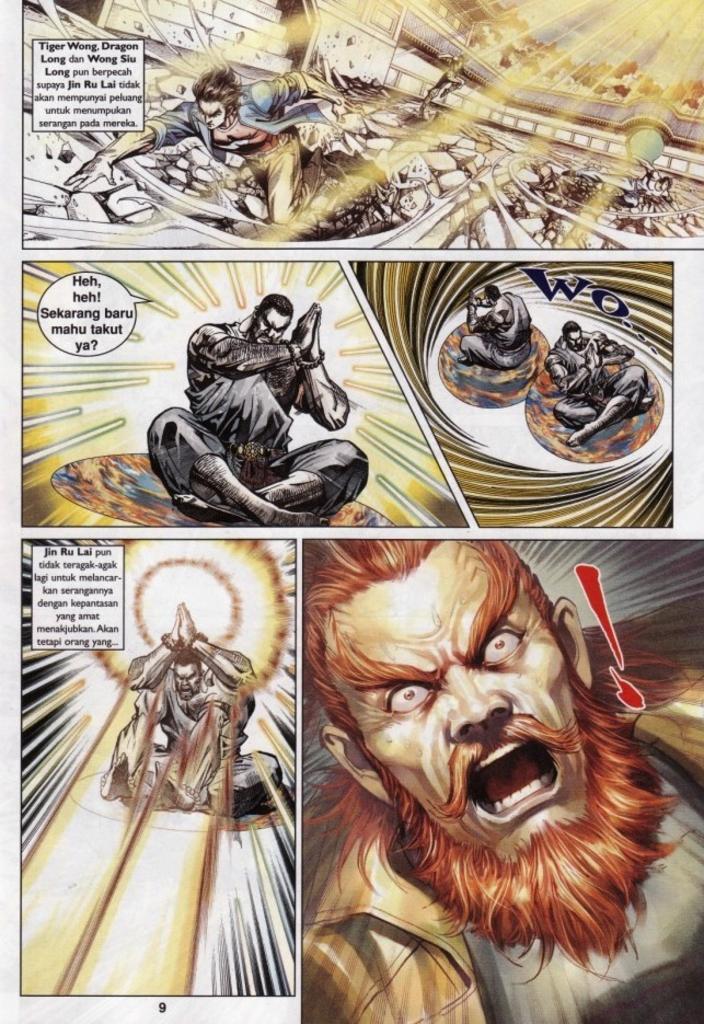 Tiger Wong, Dragon
Long dan Wong Siu
Long pun berpecah
supaya Jin Ru Lai tidak
akan mempunyai peluang
untuk menumpukan
serangan pada mereka.
Heh,
heh!
Sekarang baru
mahu takut
ya?
WO...
Jin Ru Lai pun
tidak teragak-agak
lagi untuk melancar-
kan serangannya
dengan kepantasan
yang amat
menakjubkan. Akan
tetapi orang yang...
!
9